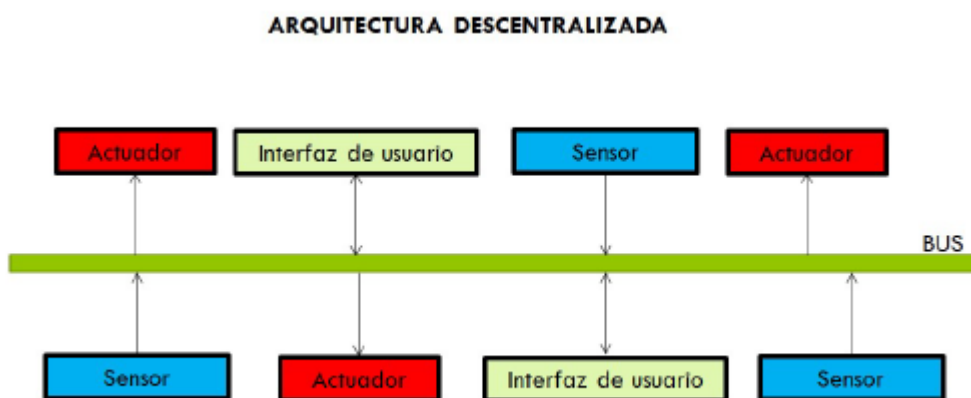 ARQUITECTURA DESCENTRALIZADA
Actuador
Interfaz de usuario
Sensor
Actuador
BUS
Sensor
Actuador
Interfaz de usuario
Sensor